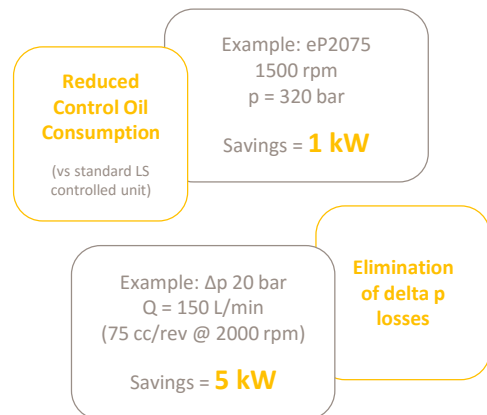 Reduced
Control Oil
Consumption
(vs standard LS
controlled unit)
Example: eP2075
1500 rpm
p = 320 bar
Savings = 1 kW
Example: Δp 20 bar
Q = 150 L/min
(75 cc/rev @ 2000 rpm)
Savings = 5 kW
Elimination
of delta p
losses